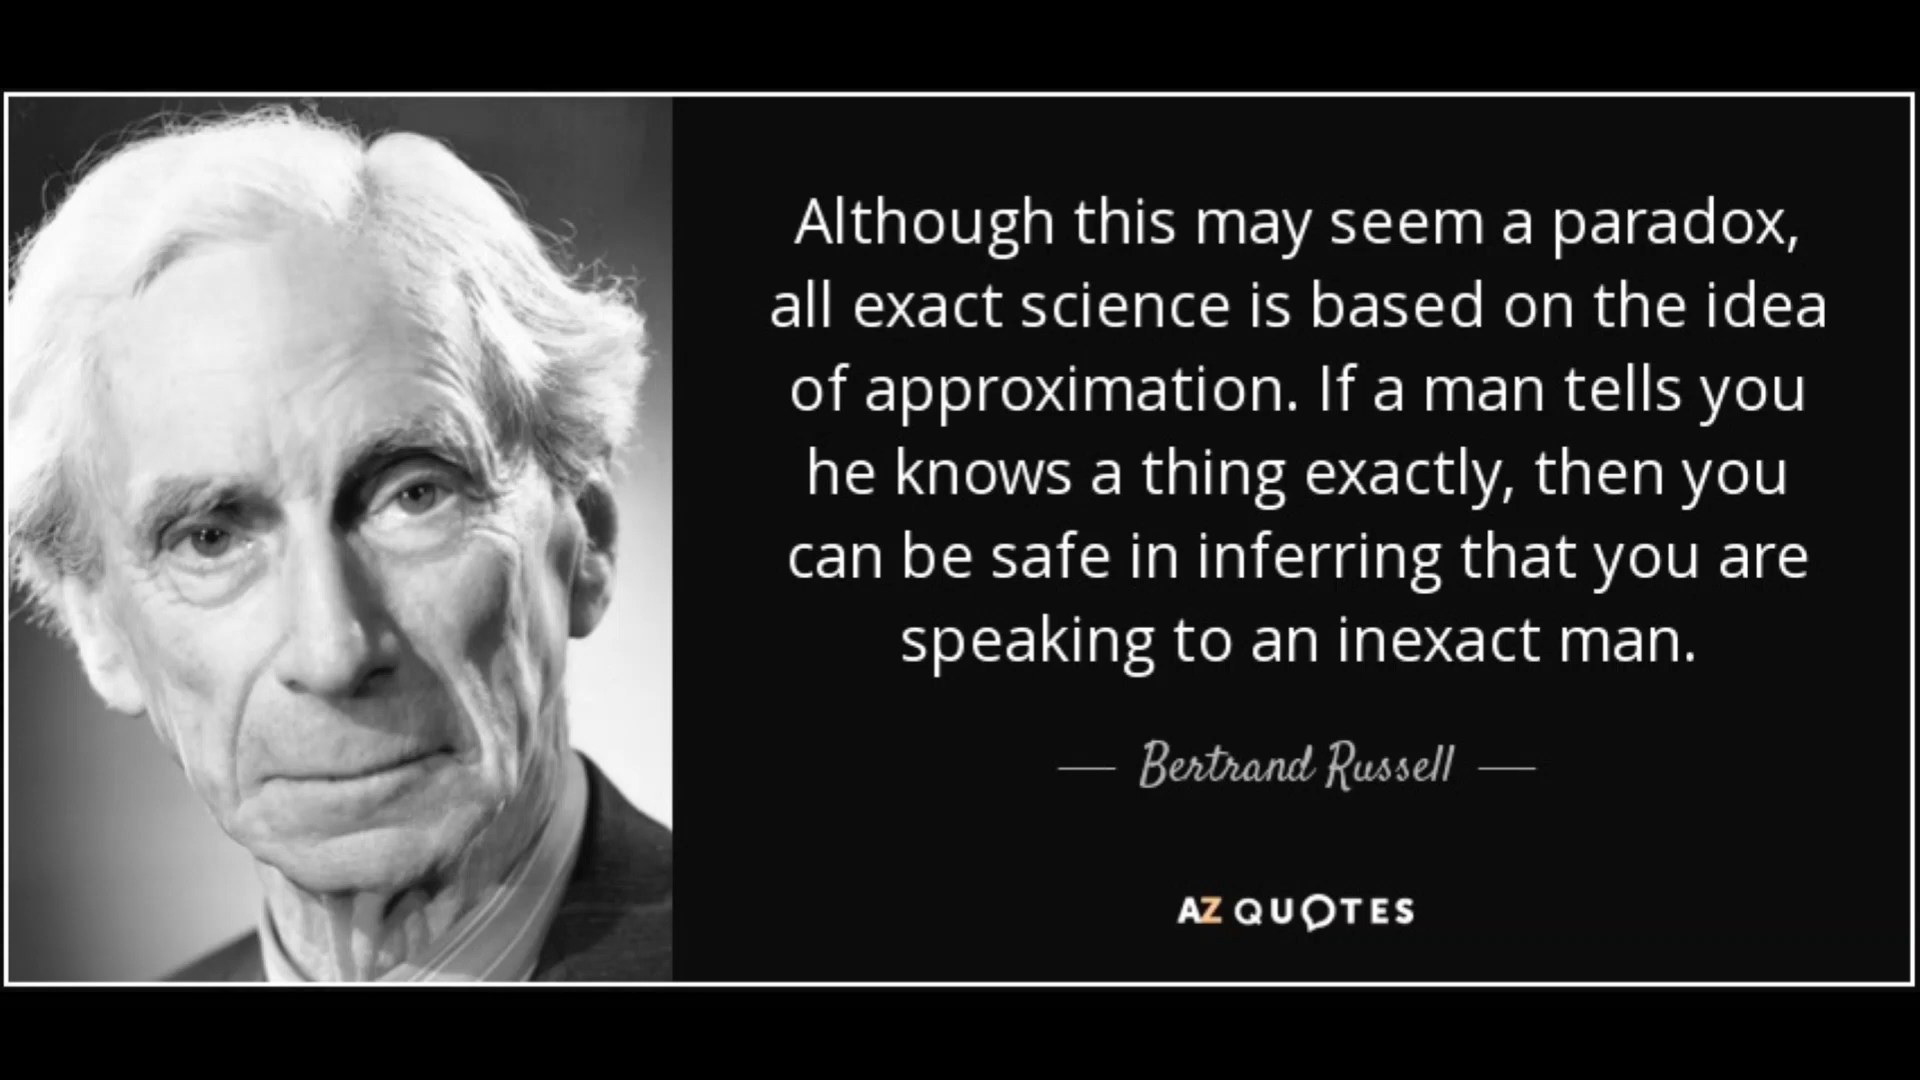 Although this may seem a paradox,
all exact science is based on the idea
of approximation. If a man tells you
he knows a thing exactly, then you
can be safe in inferring that you are
speaking to an inexact man.
— Bertrand Russell —
AZ QUOTES